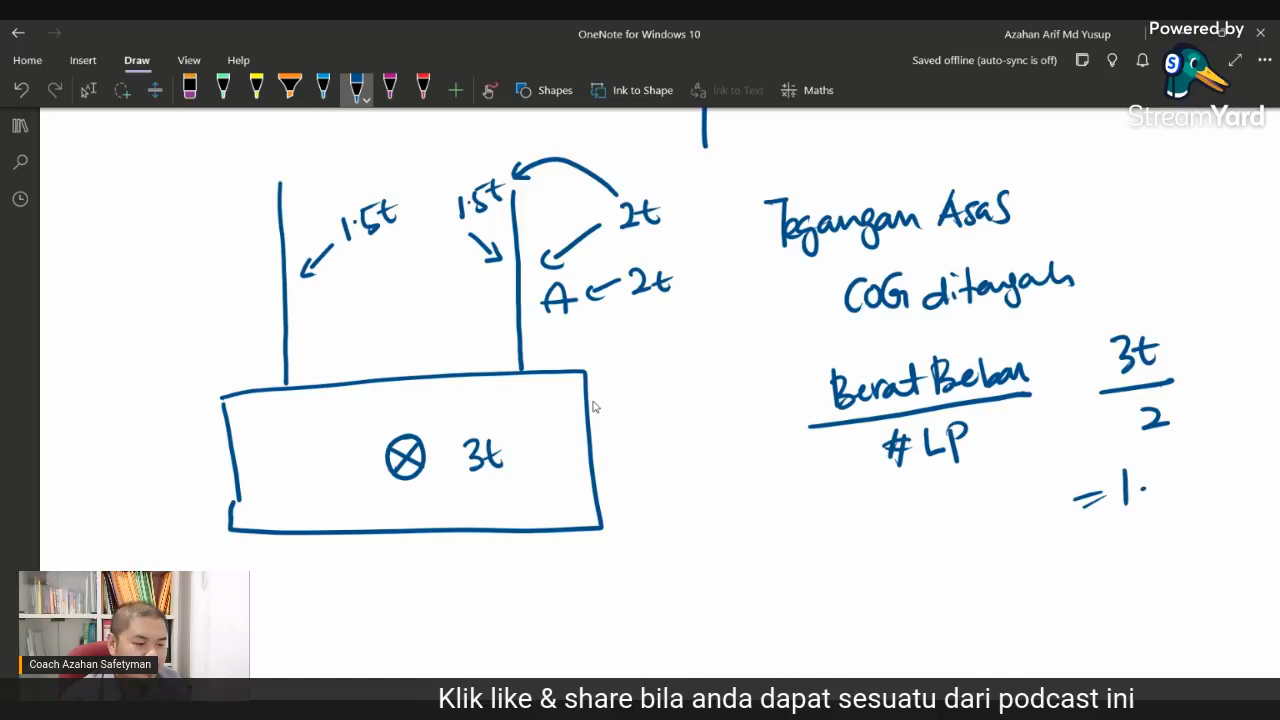 OneNote for Windows 10
Azahan Arif Md Yusup
Powered by
StreamYard
Home Insert Draw View Help
Saved offline (auto-sync is off)
Shapes Ink to Shape Ink to Text Maths
1.5t
1.5t
2t
A ← 2t
3t
Tegangan Asas
COG ditengah
Berat Beban
# LP
3t
2
= 1.
Coach Azahan Safetyman
Klik like & share bila anda dapat sesuatu dari podcast ini